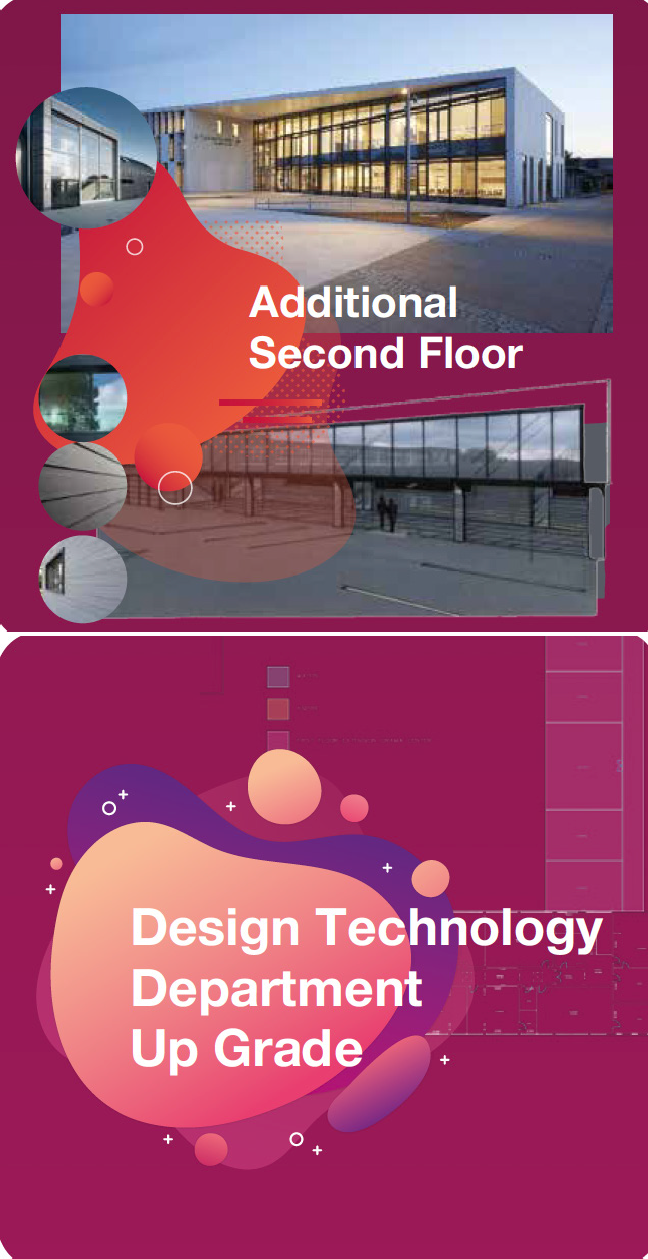 Additional
Second Floor
Design Technology
Department
Up Grade